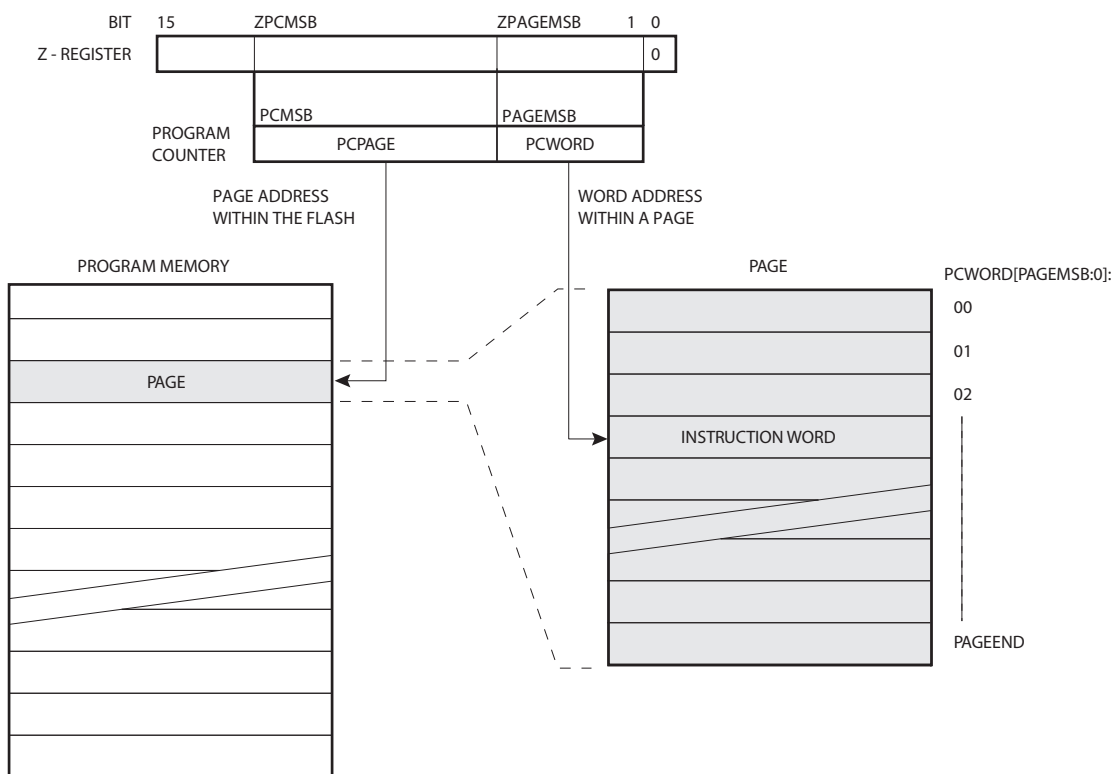 BIT 15 ZPCMSB ZPAGEMSB 1 0
Z - REGISTER 0
PCMSB PAGEMSB
PROGRAM
COUNTER
PCPAGE PCWORD
PAGE ADDRESS
WITHIN THE FLASH
WORD ADDRESS
WITHIN A PAGE
PROGRAM MEMORY
PAGE
PAGE
PCWORD[PAGEMSB:0]:
00
01
02
INSTRUCTION WORD
PAGEEND